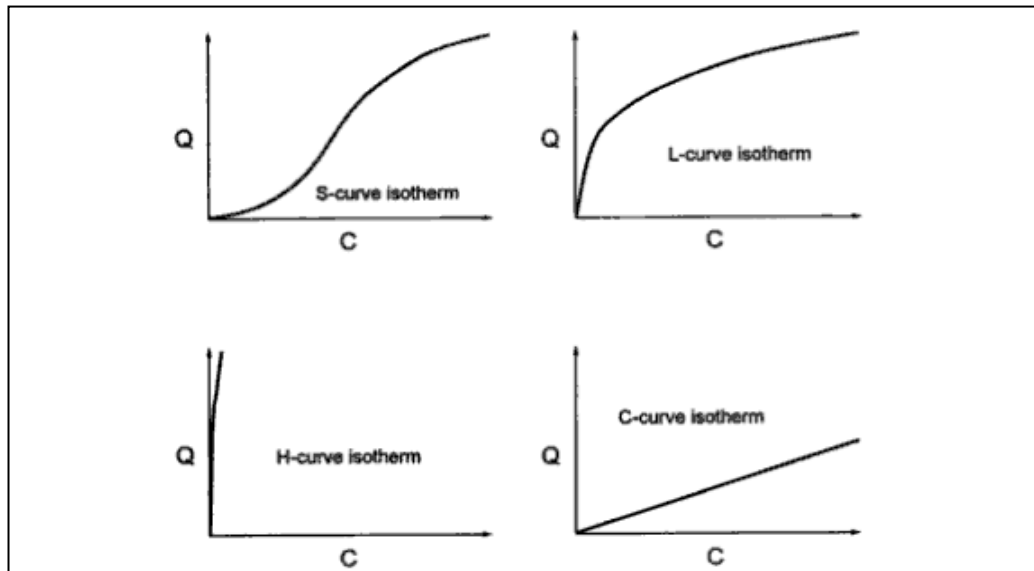 Q
S-curve isotherm
C
Q
L-curve isotherm
C
Q
H-curve isotherm
C
C-curve isotherm
Q
C